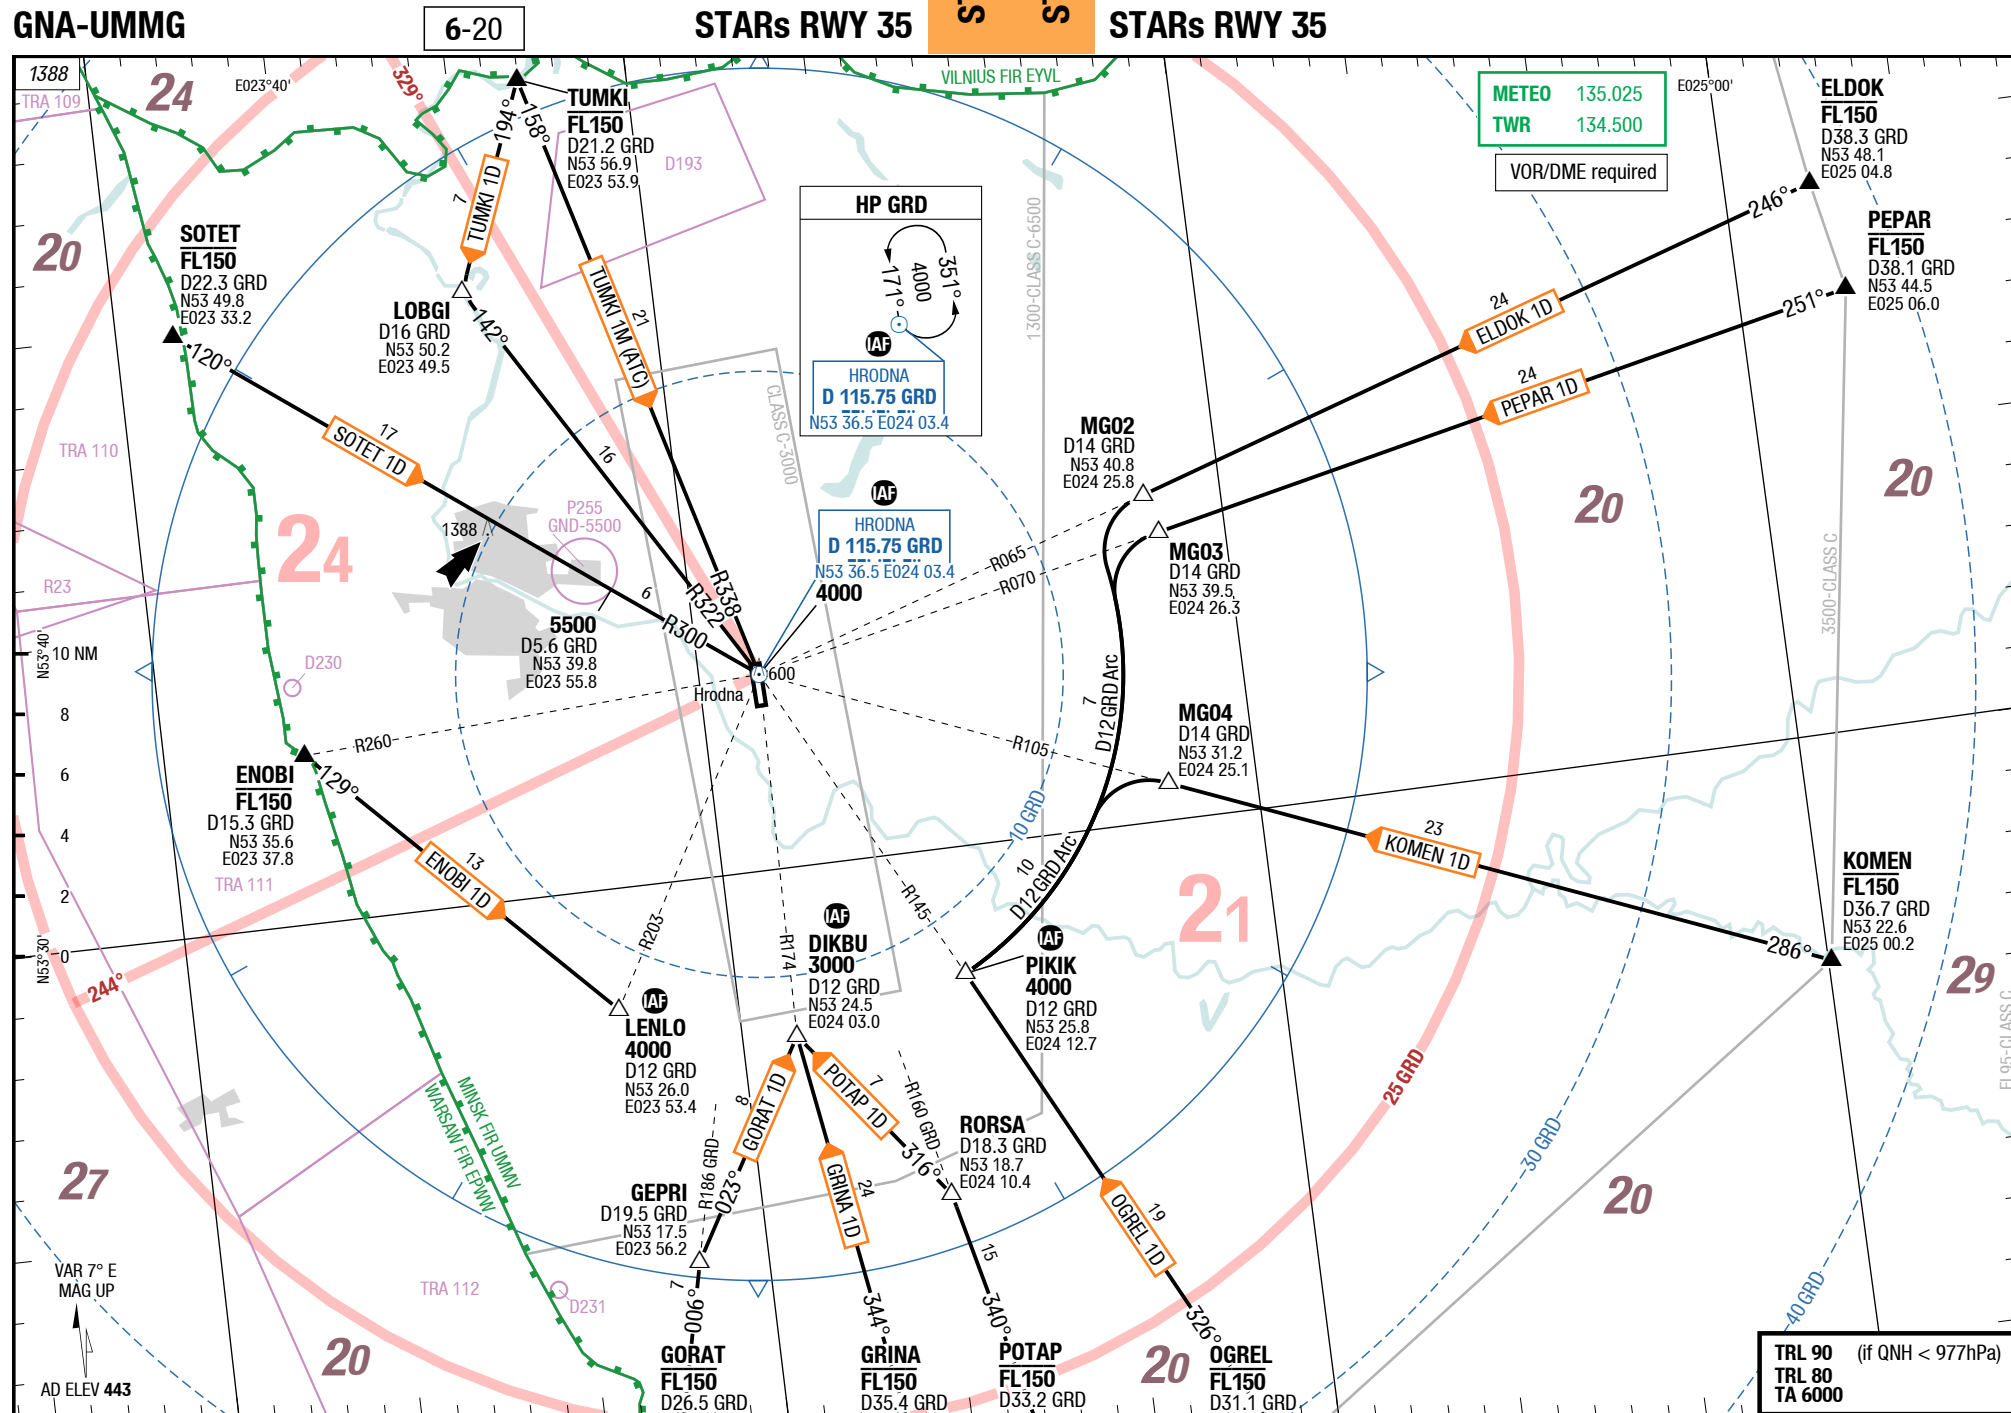 GNA-UMMG
6-20
STARs RWY 35
STARs RWY 35
1388
24
E023°40'
329°
VILNIUS FIR EYVL
METEO 135.025
TWR 134.500
E025°00'
VOR/DME required
ELDOK
FL150
D38.3 GRD
N53 48.1
E025 04.8
TRA 109
194°
158°
TUMKI
FL150
D21.2 GRD
N53 56.9
E023 53.9
D193
TUMKI 1D
7
HP GRD
171°
4000
351°
IAF
HRODNA
D 115.75 GRD
N53 36.5 E024 03.4
1300-CLASS C-6500
246°
PEPAR
FL150
D38.1 GRD
N53 44.5
E025 06.0
20
SOTET
FL150
D22.3 GRD
N53 49.8
E023 33.2
120°
LOBGI
D16 GRD
N53 50.2
E023 49.5
142°
TUMKI 1M (ATC)
21
24
ELDOK 1D
251°
24
PEPAR 1D
CLASS C-3000
17
SOTET 1D
16
MG02
D14 GRD
N53 40.8
E024 25.8
TRA 110
20
20
24
1388
P255
GND-5500
IAF
HRODNA
D 115.75 GRD
N53 36.5 E024 03.4
4000
R065
R070
MG03
D14 GRD
N53 39.5
E024 26.3
3500-CLASS C
R23
6
R338
R322
R300
5500
D5.6 GRD
N53 39.8
E023 55.8
N53°40'
10 NM
8
6
4
2
0
N53°30'
D230
Hrodna
600
7
D12 GRD Arc
R105
MG04
D14 GRD
N53 31.2
E024 25.1
R260
ENOBI
FL150
D15.3 GRD
N53 35.6
E023 37.8
129°
TRA 111
13
ENOBI 1D
10 GRD
10
D12 GRD Arc
23
KOMEN 1D
KOMEN
FL150
D36.7 GRD
N53 22.6
E025 00.2
286°
21
R203
R174
R145
244°
IAF
DIKBU
3000
D12 GRD
N53 24.5
E024 03.0
IAF
PIKIK
4000
D12 GRD
N53 25.8
E024 12.7
29
FL95-CLASS C
IAF
LENLO
4000
D12 GRD
N53 26.0
E023 53.4
25 GRD
8
GORAT 1D
7
POTAP 1D
R160 GRD
RORSA
D18.3 GRD
N53 18.7
E024 10.4
316°
30 GRD
27
MINSK FIR UMMV
WARSAW FIR EPWW
GEPRI
D19.5 GRD
N53 17.5
E023 56.2
R186 GRD
023°
GRINA 1D
24
OGREL 1D
19
20
VAR 7° E
MAG UP
TRA 112
D231
7
006°
344°
15
340°
326°
40 GRD
AD ELEV 443
20
GORAT
FL150
D26.5 GRD
GRINA
FL150
D35.4 GRD
POTAP
FL150
D33.2 GRD
20
OGREL
FL150
D31.1 GRD
TRL 90 (if QNH < 977hPa)
TRL 80
TA 6000